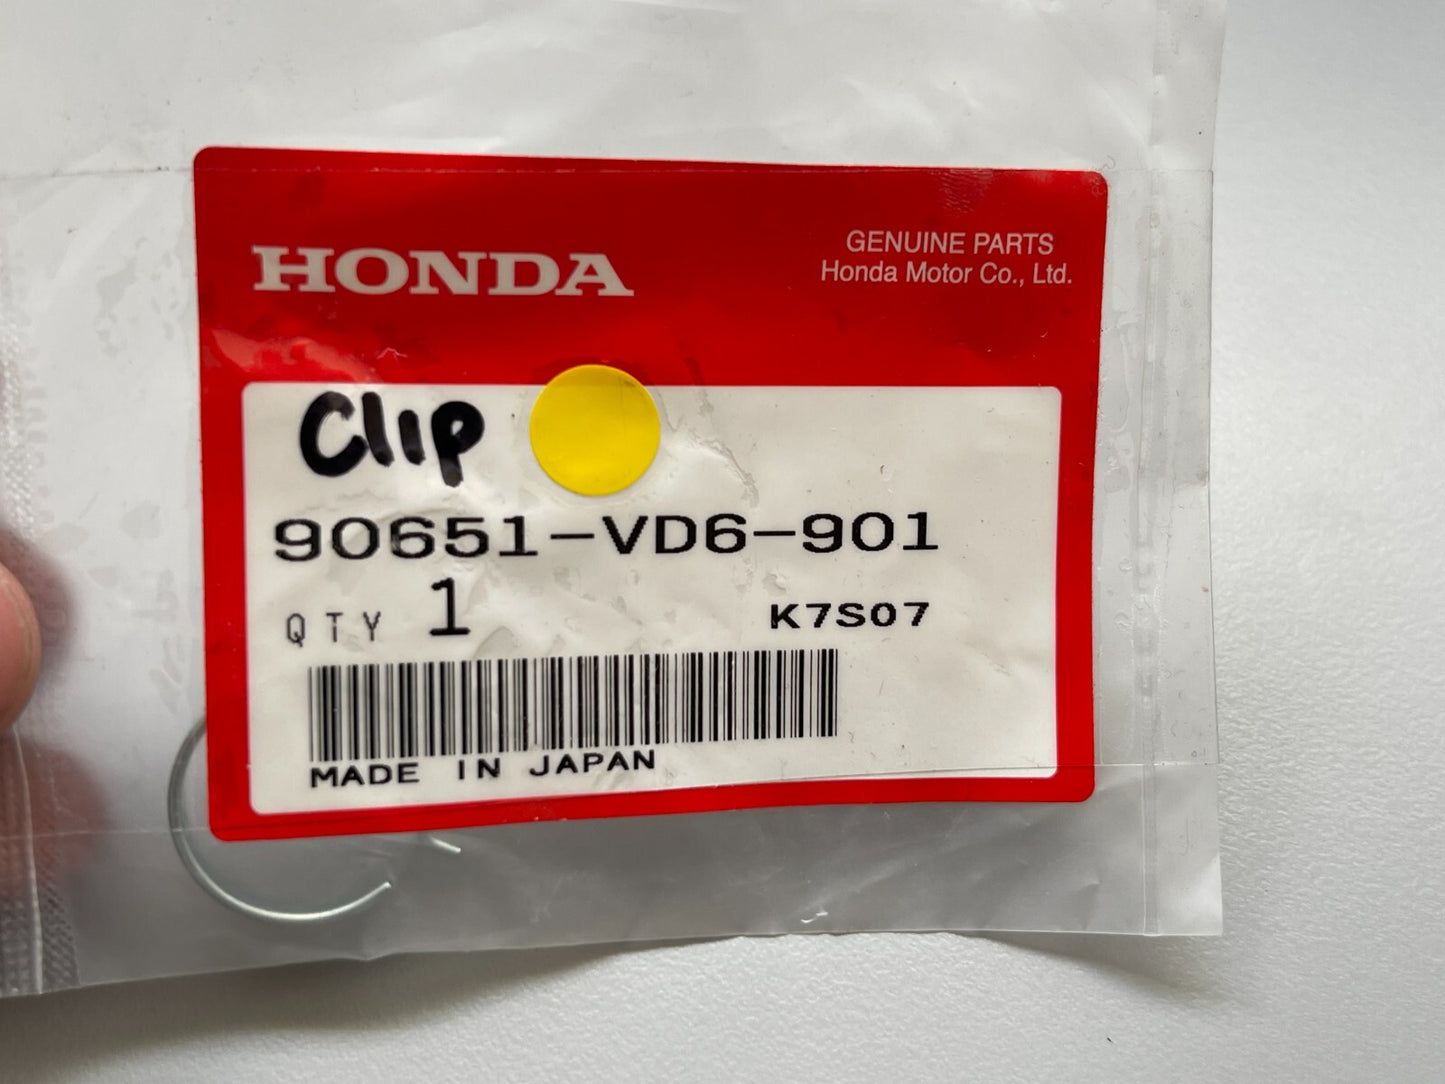 HONDA
GENUINE PARTS
Honda Motor Co., Ltd.
Clip
90651-VD6-901
QTY 1
K7S07
MADE IN JAPAN